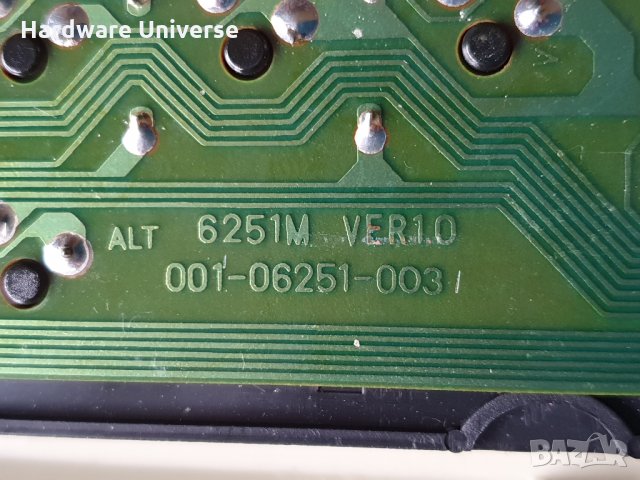 Hardware Universe
ALT 6251M VER1.0
001-06251-003
BAZAR